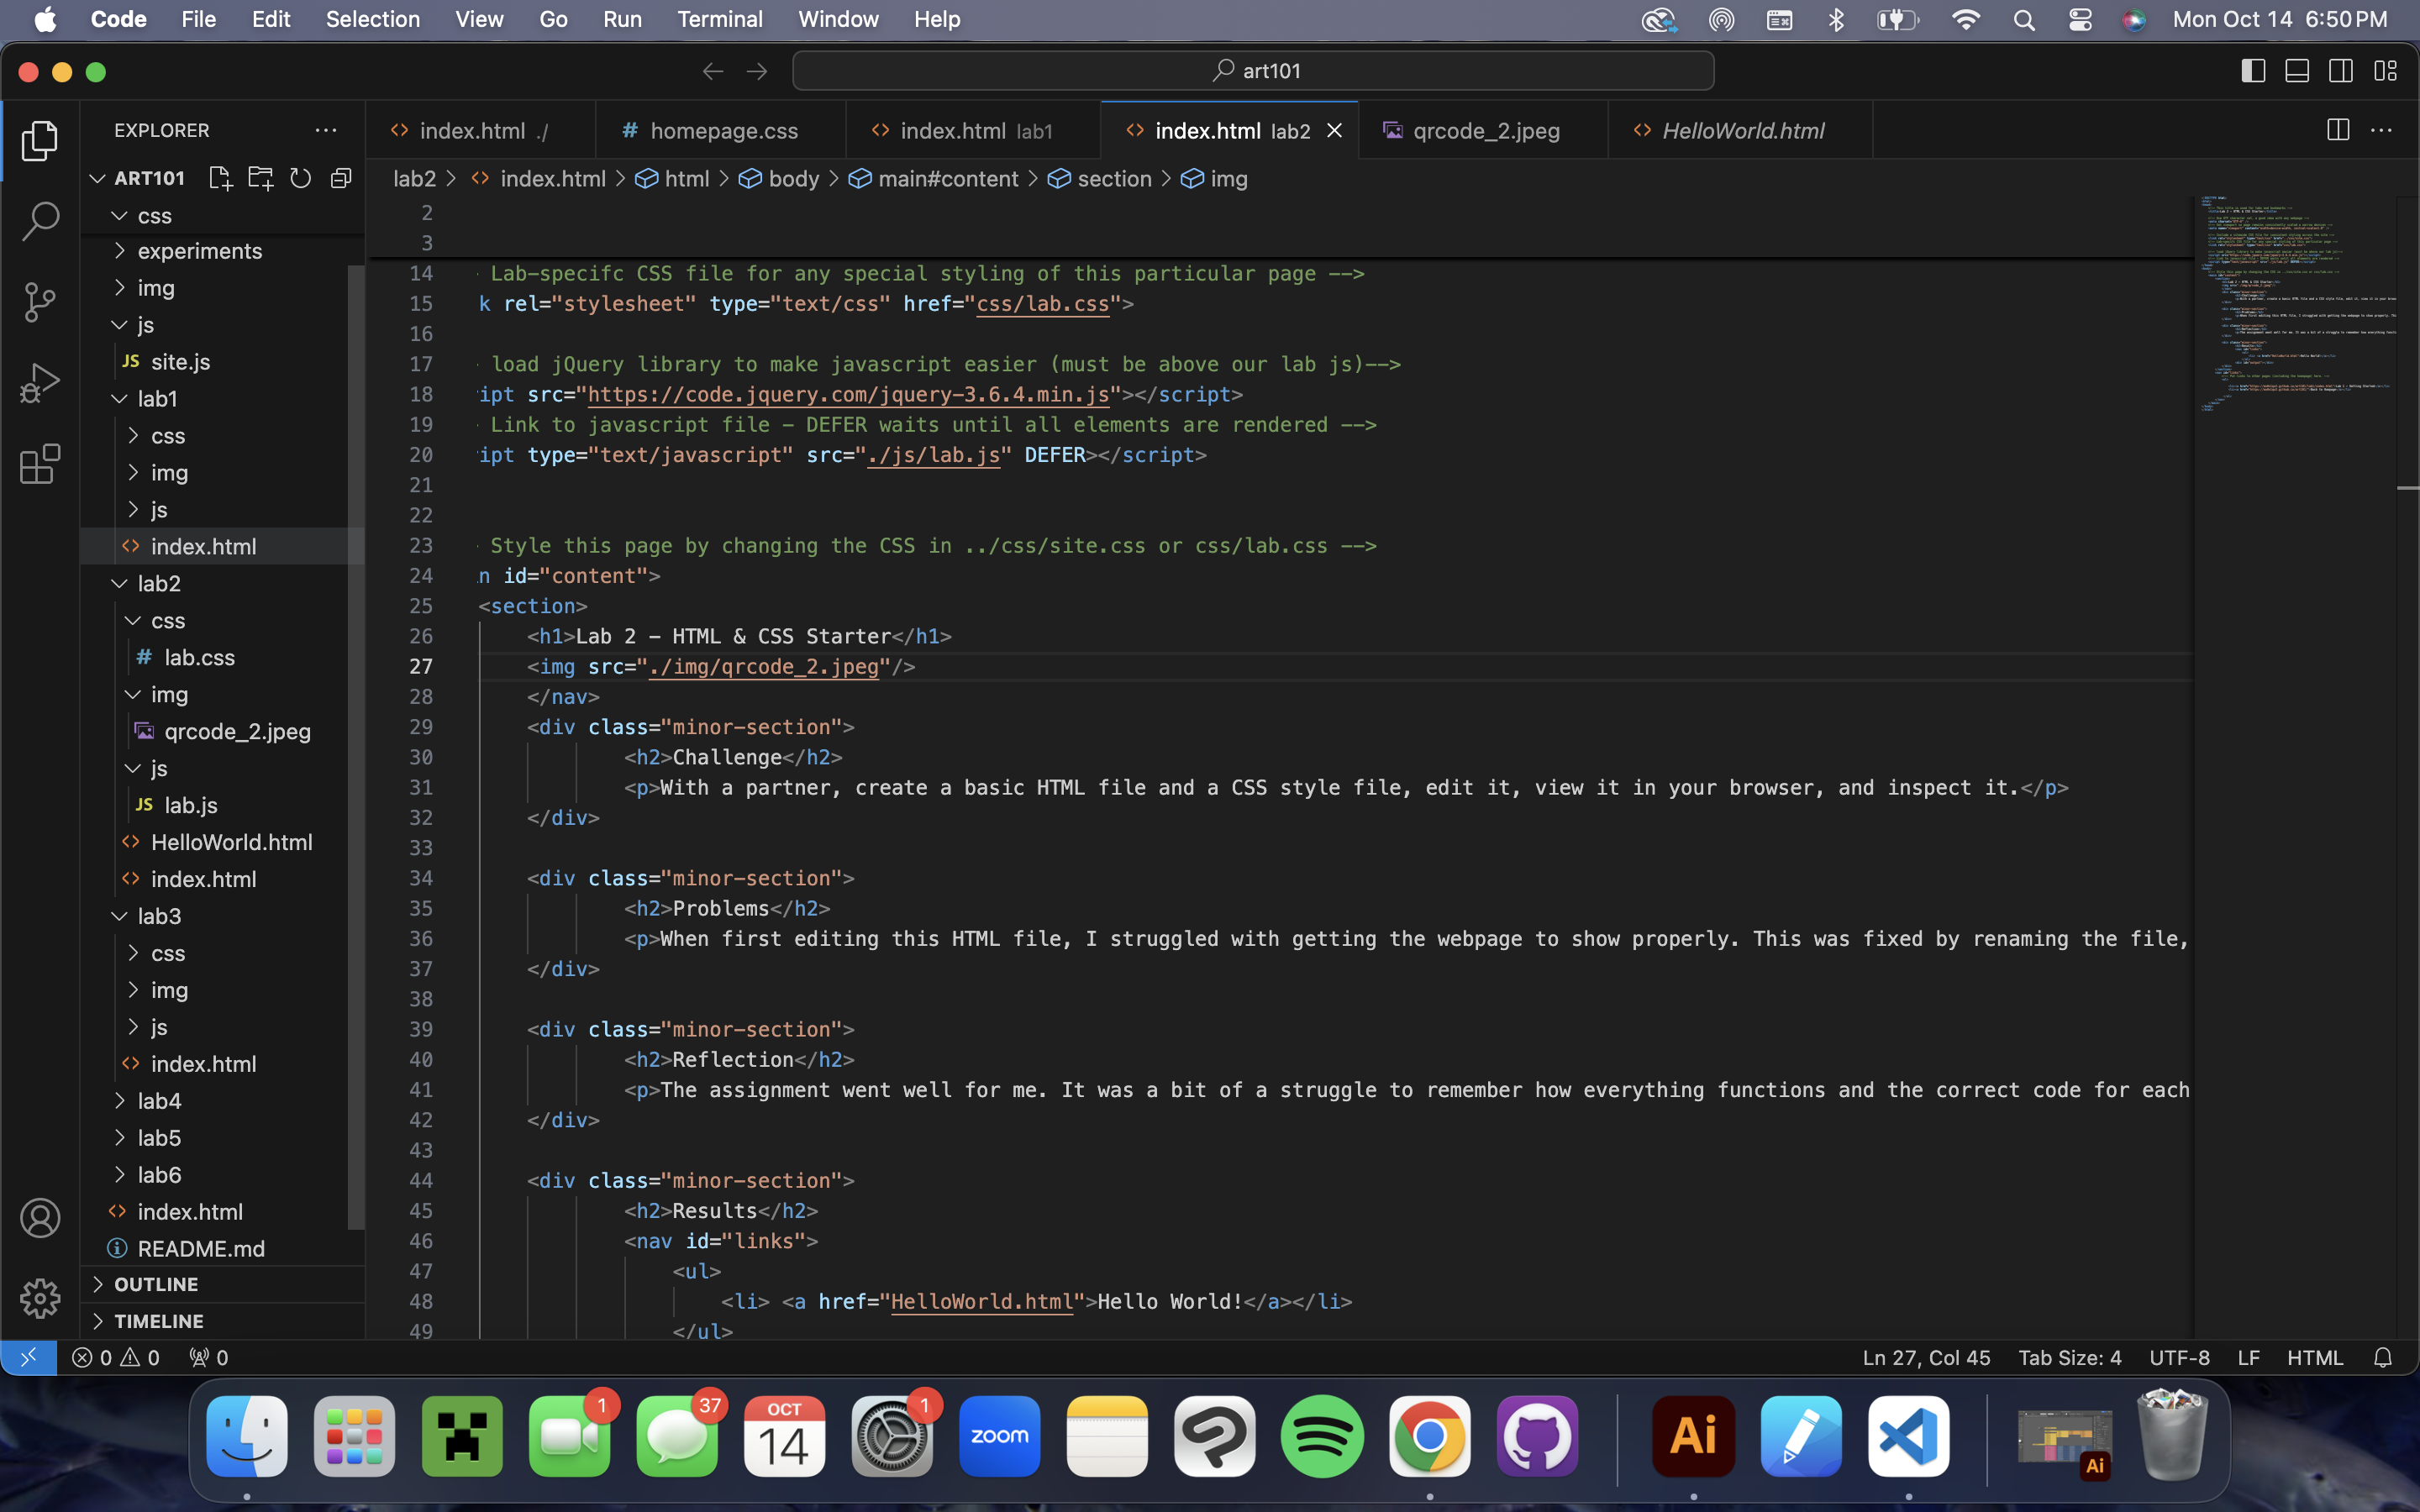 Code File Edit Selection View Go Run Terminal Window Help Mon Oct 14 6:50 PM
art101
EXPLORER
index.html ./
homepage.css
index.html lab1
index.html lab2
qrcode_2.jpeg
HelloWorld.html
lab2 > index.html > html > body > main#content > section > img
ART101
css
experiments
img
js
JS site.js
lab1
css
img
js
index.html
lab2
css
# lab.css
img
qrcode_2.jpeg
js
JS lab.js
HelloWorld.html
index.html
lab3
css
img
js
index.html
lab4
lab5
lab6
index.html
README.md
OUTLINE
TIMELINE
2
3
14 Lab-specifc CSS file for any special styling of this particular page -->
15 k rel="stylesheet" type="text/css" href="css/lab.css">
16
17 load jQuery library to make javascript easier (must be above our lab js)-->
18 ipt src="https://code.jquery.com/jquery-3.6.4.min.js"></script>
19 Link to javascript file - DEFER waits until all elements are rendered -->
20 ipt type="text/javascript" src="./js/lab.js" DEFER></script>
21
22
23 Style this page by changing the CSS in ../css/site.css or css/lab.css -->
24 n id="content">
25 <section>
26 <h1>Lab 2 - HTML & CSS Starter</h1>
27 <img src="./img/qrcode_2.jpeg"/>
28 </nav>
29 <div class="minor-section">
30 <h2>Challenge</h2>
31 <p>With a partner, create a basic HTML file and a CSS style file, edit it, view it in your browser, and inspect it.</p>
32 </div>
33
34 <div class="minor-section">
35 <h2>Problems</h2>
36 <p>When first editing this HTML file, I struggled with getting the webpage to show properly. This was fixed by renaming the file,
37 </div>
38
39 <div class="minor-section">
40 <h2>Reflection</h2>
41 <p>The assignment went well for me. It was a bit of a struggle to remember how everything functions and the correct code for each
42 </div>
43
44 <div class="minor-section">
45 <h2>Results</h2>
46 <nav id="links">
47 <ul>
48 <li> <a href="HelloWorld.html">Hello World!</a></li>
49 </ul>
0 0 0 Ln 27, Col 45 Tab Size: 4 UTF-8 LF HTML
1 37 OCT 14 1 zoom Ai Ai